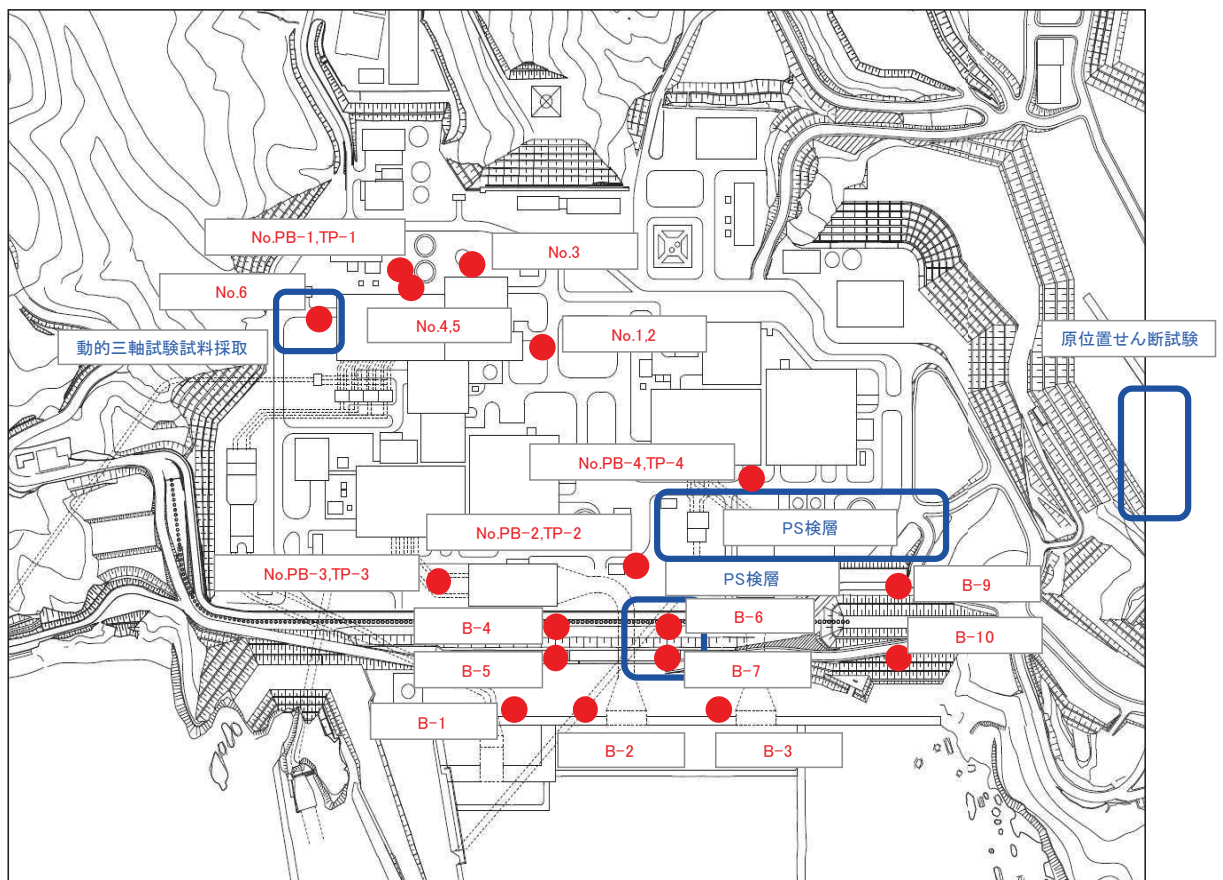 No.PB-1,TP-1
No.3
No.6
No.4,5
No.1,2
動的三軸試験試料採取
原位置せん断試験
No.PB-4,TP-4
PS検層
No.PB-2,TP-2
No.PB-3,TP-3
PS検層
B-9
B-4
B-6
B-10
B-5
B-7
B-1
B-2
B-3